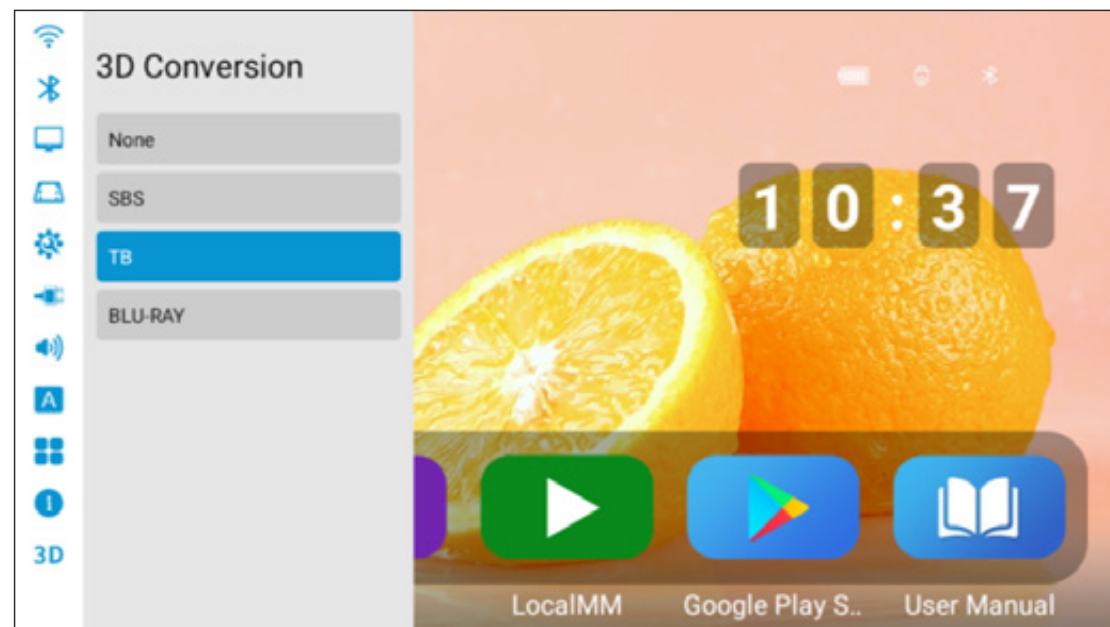 3D Conversion
None
SBS
TB
BLU-RAY
A
3D
10:37
LocalMM
Google Play S..
User Manual